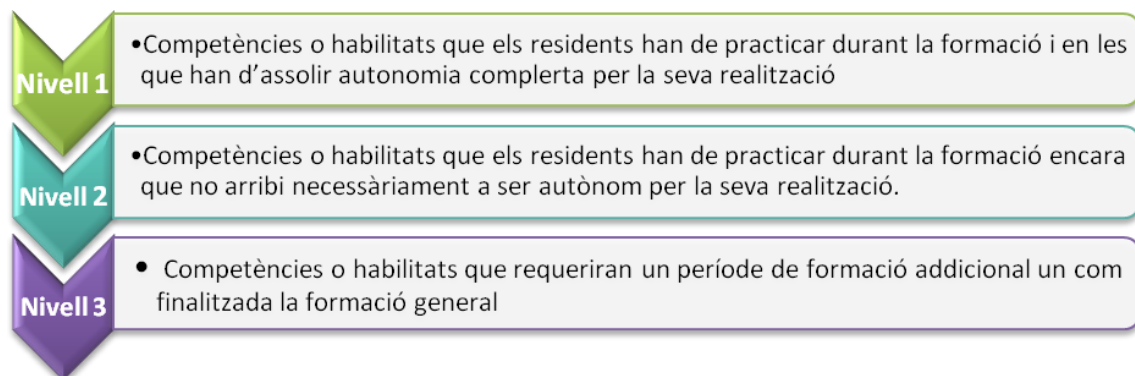 Nivell 1
•Competències o habilitats que els residents han de practicar durant la formació i en les
que han d'assolir autonomia complerta per la seva realització
Nivell 2
•Competències o habilitats que els residents han de practicar durant la formació encara
que no arribi necessàriament a ser autònom per la seva realització.
Nivell 3
• Competències o habilitats que requeriran un període de formació addicional un com
finalitzada la formació general